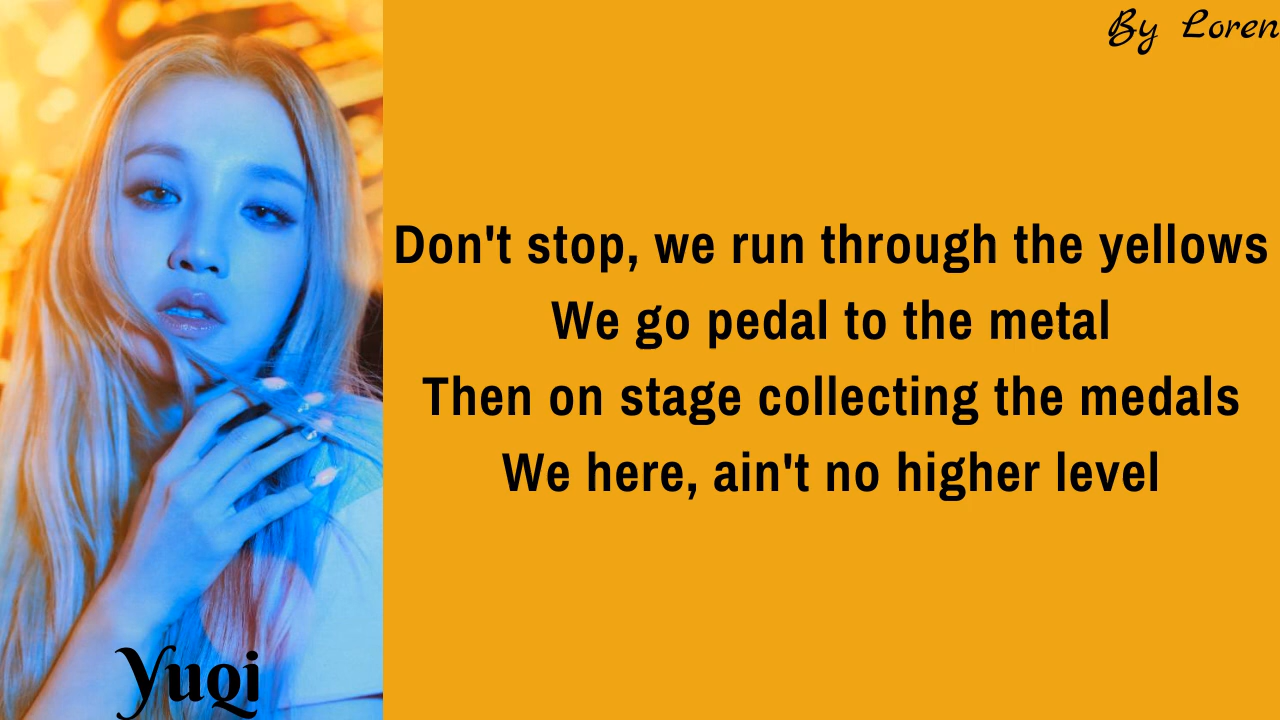 By Loren
Don't stop, we run through the yellows
We go pedal to the metal
Then on stage collecting the medals
We here, ain't no higher level
Yuqi